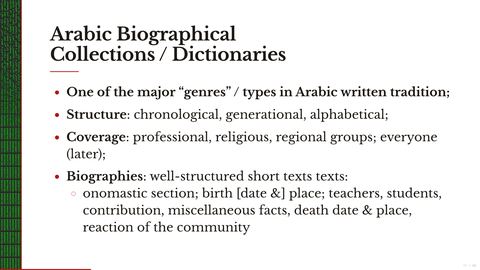 Arabic Biographical
Collections / Dictionaries
• One of the major “genres” / types in Arabic written tradition;
• Structure: chronological, generational, alphabetical;
• Coverage: professional, religious, regional groups; everyone
(later);
• Biographies: well-structured short texts texts:
○ onomastic section; birth [date &] place; teachers, students,
contribution, miscellaneous facts, death date & place,
reaction of the community